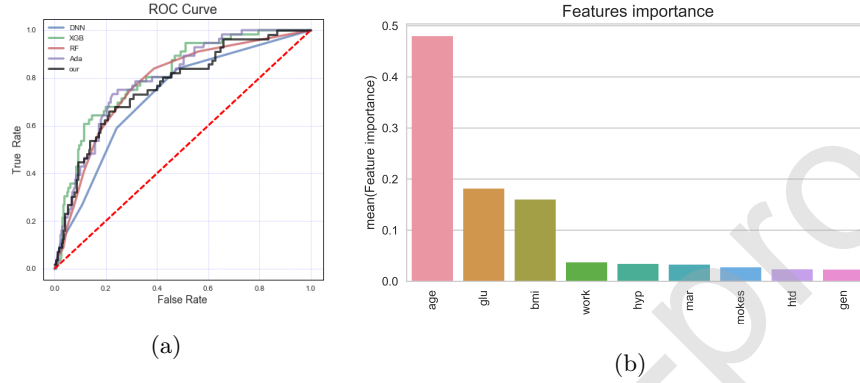 ROC Curve
DNN
XGB
RF
Ada
our
1.0
0.8
0.6
0.4
0.2
0.0
True Rate
0.0 0.2 0.4 0.6 0.8 1.0
False Rate
(a)
Features importance
0.5
0.4
0.3
0.2
0.1
0.0
mean(Feature importance)
age glu bmi work hyp mar mokes htd gen
(b)
-pro